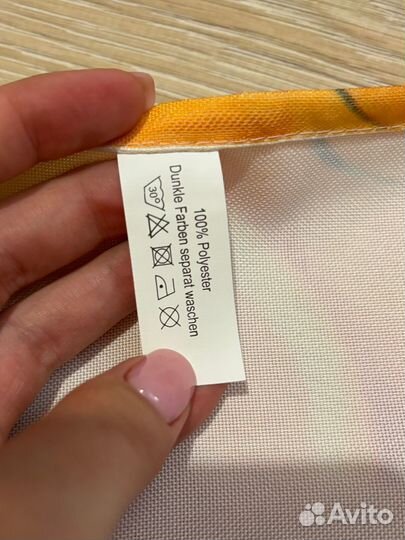 100% Polyester
Dunkle Farben separat waschen
30°
Avito